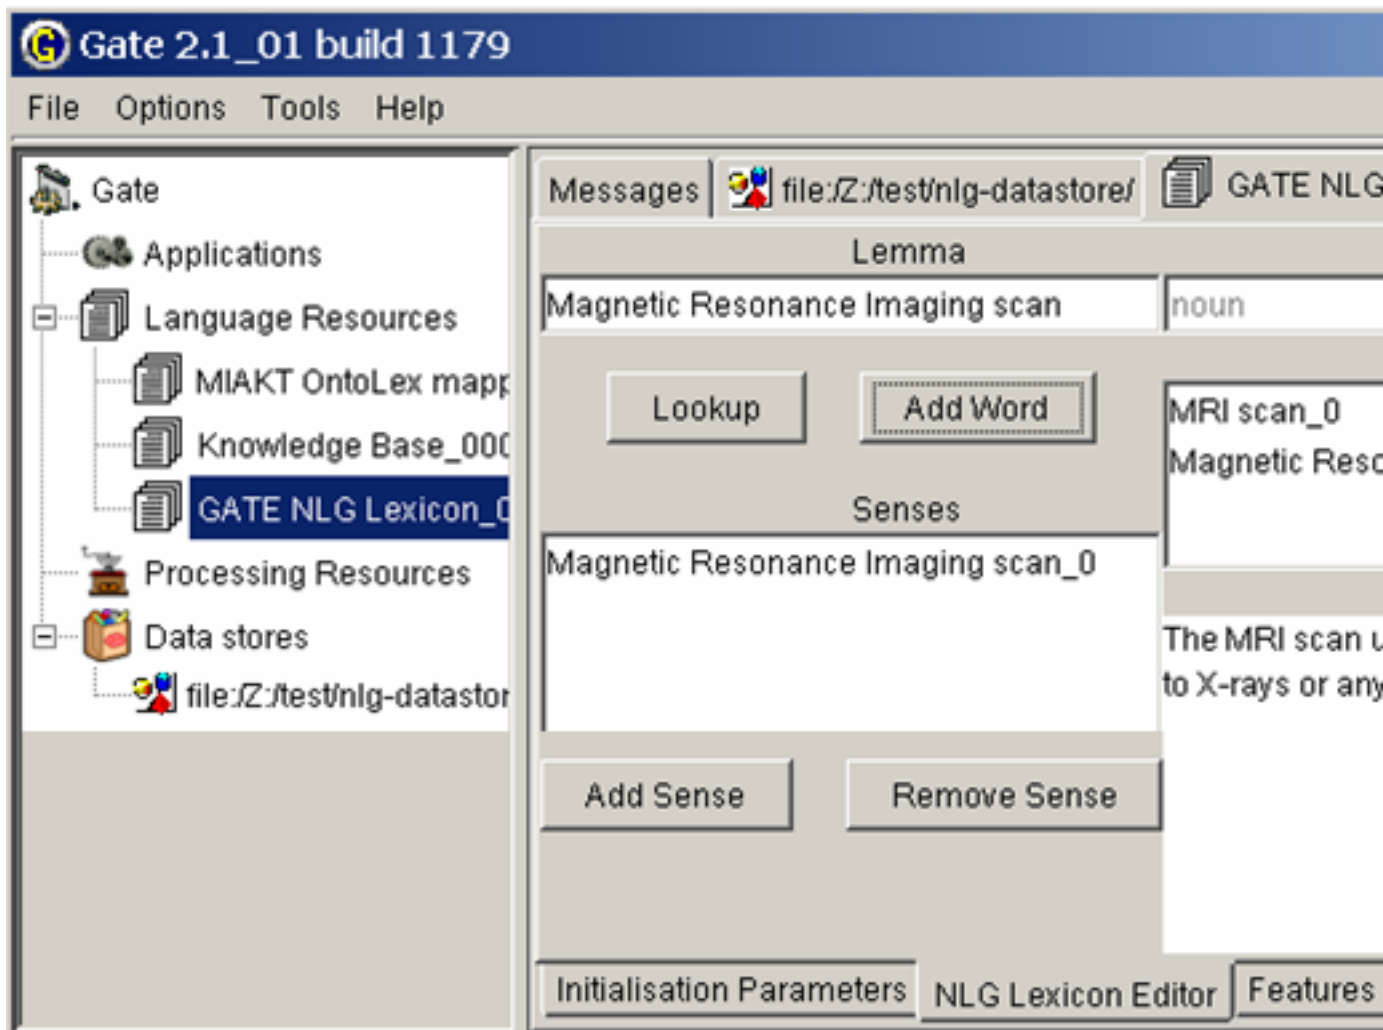 Gate 2.1_01 build 1179
File Options Tools Help
Gate
Applications
Language Resources
MIAKT OntoLex mapp
Knowledge Base_000
GATE NLG Lexicon_0
Processing Resources
Data stores
file:/Z:/test/nlg-datastor
Messages file:/Z:/test/nlg-datastore/ GATE NLG
Lemma
Magnetic Resonance Imaging scan noun
Lookup Add Word
MRI scan_0
Magnetic Reso
Senses
Magnetic Resonance Imaging scan_0
The MRI scan u
to X-rays or any
Add Sense Remove Sense
Initialisation Parameters NLG Lexicon Editor Features